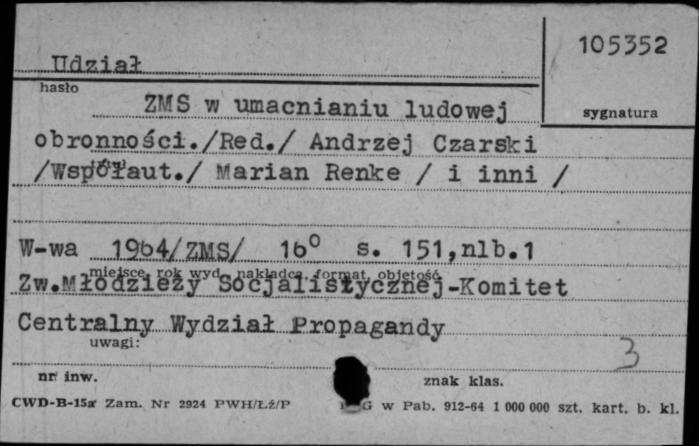 105352
Udział
hasło
ZMS w umacnianiu ludowej
sygnatura
obronności./Red./ Andrzej Czarski
/Współaut./ Marian Renke / i inni /
W-wa 1964/ZMS/ 16° s. 151,nlb.1
miejsce, rok wyd., nakładca, format, objętość
Zw.Młodzieży Socjalistycznej-Komitet
Centralny Wydział Propagandy
uwagi:
3
nr inw.
znak klas.
CWD-B-15a Zam. Nr 2924 PWH/Łź/P G w Pab. 912-64 1 000 000 szt. kart. b. kl.